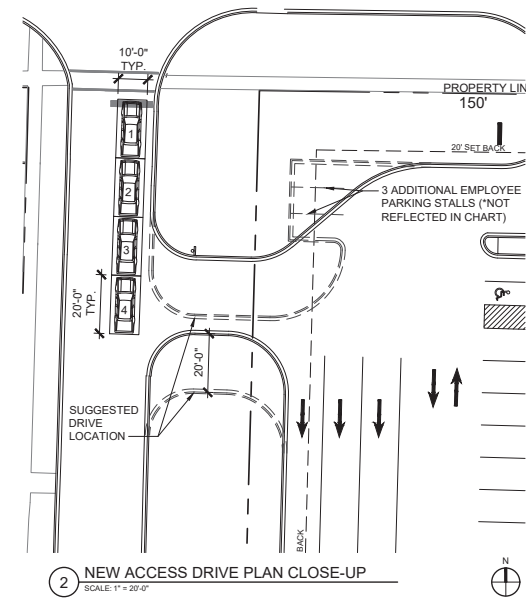 10'-0"
TYP.
PROPERTY LIN
150'
1
20' SET BACK
2
3 ADDITIONAL EMPLOYEE
PARKING STALLS (*NOT
REFLECTED IN CHART)
3
20'-0"
TYP.
4
20'-0"
SUGGESTED
DRIVE
LOCATION
BACK
2
NEW ACCESS DRIVE PLAN CLOSE-UP
SCALE: 1" = 20'-0"
N